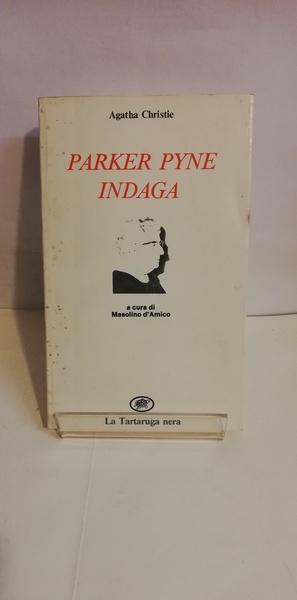 Agatha Christie
PARKER PYNE
INDAGA
a cura di
Masolino d'Amico
La Tartaruga nera